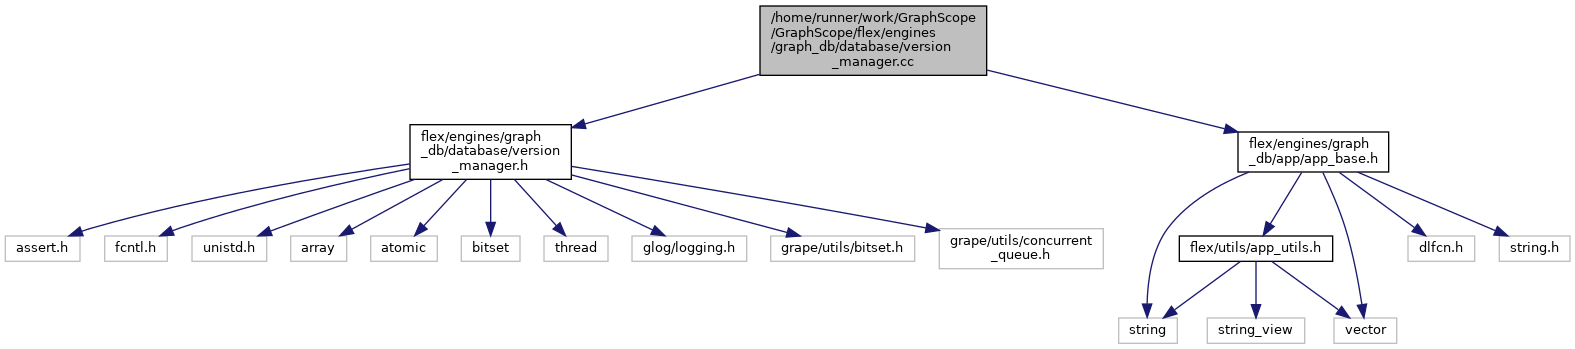 /home/runner/work/GraphScope
/GraphScope/flex/engines
/graph_db/database/version
_manager.cc
flex/engines/graph
_db/database/version
_manager.h
flex/engines/graph
_db/app/app_base.h
assert.h
fcntl.h
unistd.h
array
atomic
bitset
thread
glog/logging.h
grape/utils/bitset.h
grape/utils/concurrent
_queue.h
flex/utils/app_utils.h
dlfcn.h
string.h
string
string_view
vector